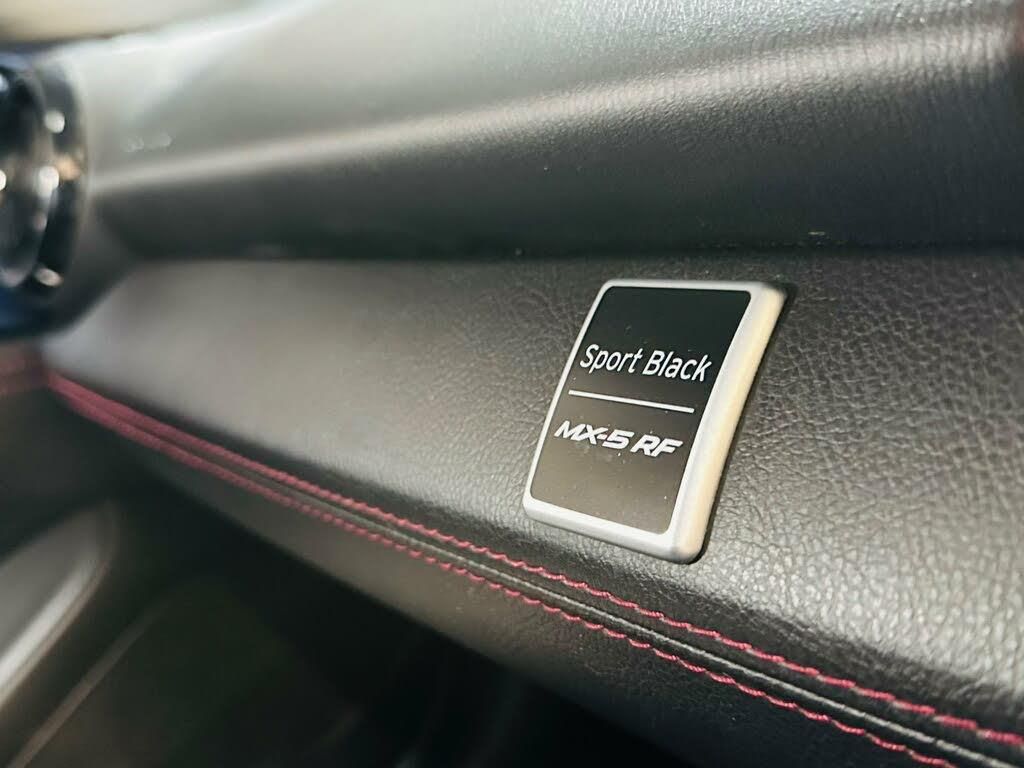 Sport Black
MX-5 RF